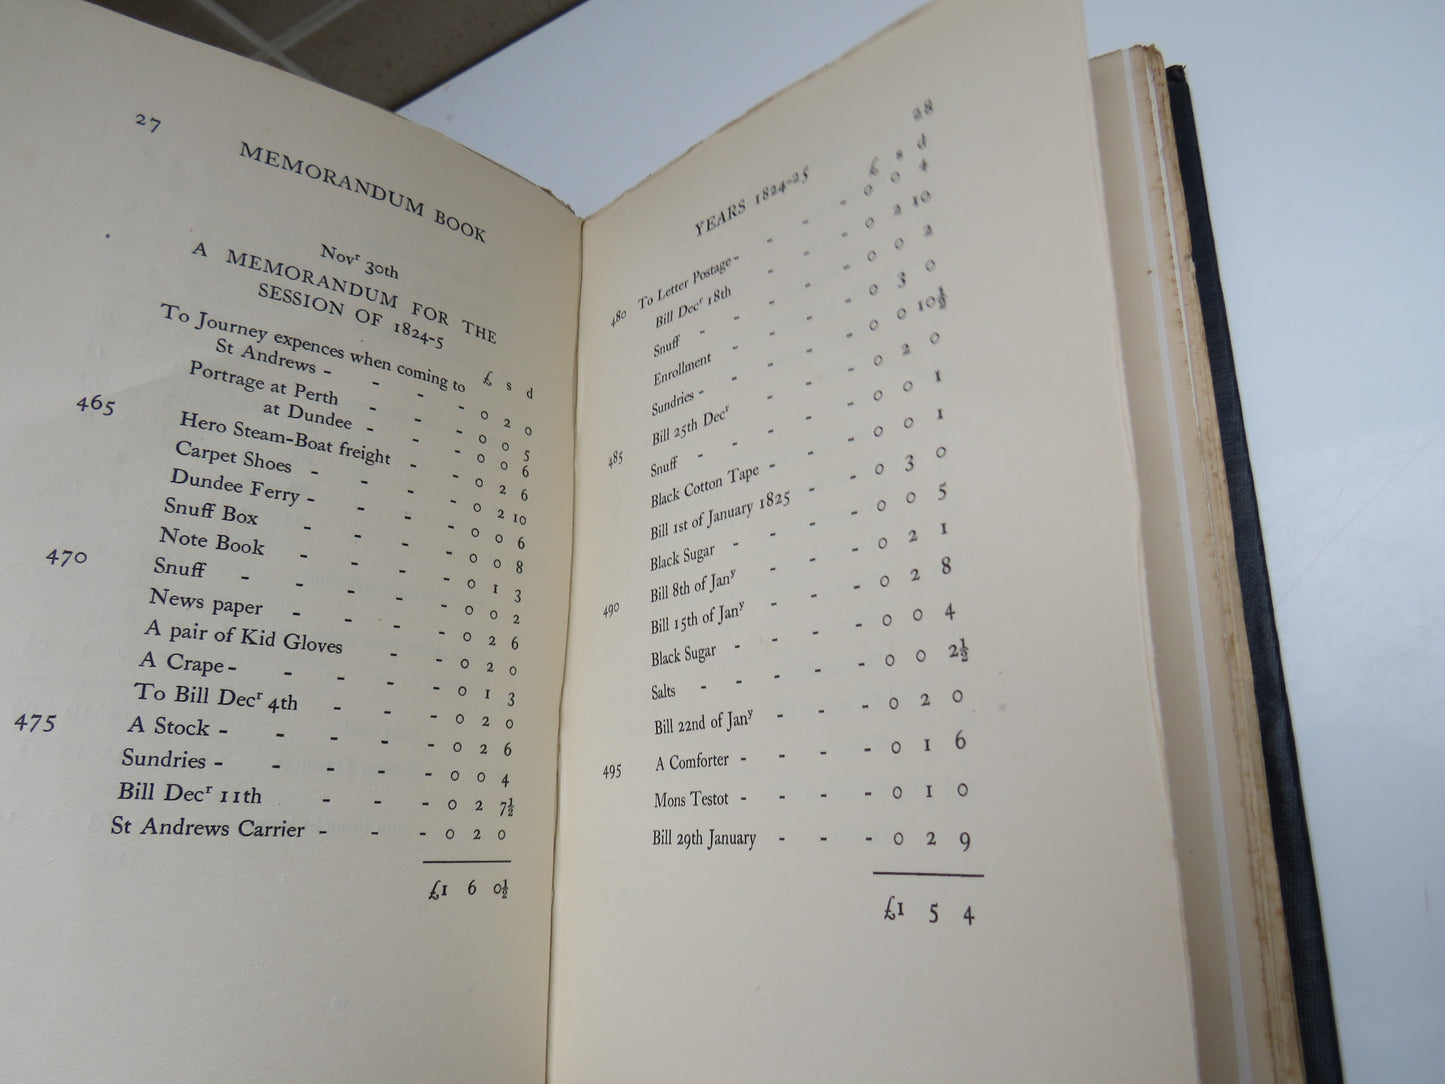 27
MEMORANDUM BOOK
Novr 30th
A MEMORANDUM FOR THE
SESSION OF 1824-5
To Journey expences when coming to £ s d
St Andrews - - - - 0 2 0
Portrage at Perth - - - 0 0 5
at Dundee - - - 0 0 6
465 Hero Steam-Boat freight - - 0 2 6
Carpet Shoes - - - - 0 2 10
Dundee Ferry - - - - 0 0 6
Snuff Box - - - - 0 0 8
Note Book - - - - 0 1 3
470 Snuff - - - - - 0 0 2
News paper - - - - 0 2 6
A pair of Kid Gloves - - 0 2 0
A Crape - - - - - 0 1 3
To Bill Decr 4th - - - 0 2 0
475 A Stock - - - - - 0 2 6
Sundries - - - - - 0 0 4
Bill Decr 11th - - - 0 2 7½
St Andrews Carrier - - - 0 2 0
£1 6 0½
28
YEARS 1824-25
£ s d
480 To Letter Postage - - - - 0 0 4
Bill Decr 18th - - - 0 2 10
Snuff - - - - - 0 0 2
Enrollment - - - - 0 3 0
Sundries - - - - - 0 0 10½
485 Bill 25th Decr - - - 0 2 0
Snuff - - - - - 0 0 1
Black Cotton Tape - - - 0 0 1
Bill 1st of January 1825 - - 0 3 0
Black Sugar - - - - 0 0 5
490 Bill 8th of Jany - - - 0 2 1
Bill 15th of Jany - - - 0 2 8
Black Sugar - - - - 0 0 4
Salts - - - - - 0 0 2½
Bill 22nd of Jany - - - 0 2 0
495 A Comforter - - - - 0 1 6
Mons Testot - - - - 0 1 0
Bill 29th January - - - 0 2 9
£1 5 4